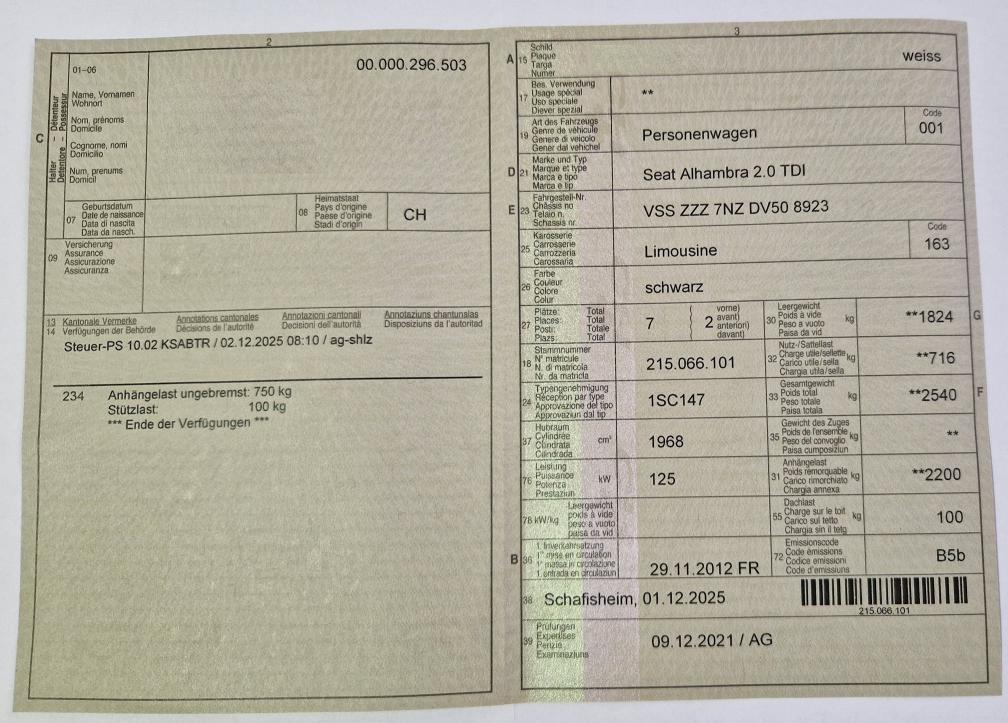 2
00.000.296.503
C
Halter – Détenteur
Detentore – Possessur
01-06
Name, Vornamen
Wohnort
Nom, prénoms
Domicile
Cognome, nomi
Domicilio
Num, prenums
Domicil
07
Geburtsdatum
Date de naissance
Data di nascita
Data da nasch.
08
Heimatstaat
Pays d'origine
Paese d'origine
Stadi d'origin
CH
09
Versicherung
Assurance
Assicurazione
Assicuranza
13 Kantonale Vermerke Annotations cantonales Annotazioni cantonali Annotaziuns chantunalas
14 Verfügungen der Behörde Décisions de l'autorité Decisioni dell'autorità Disposiziuns da l'autoritad
Steuer-PS 10.02 KSABTR / 02.12.2025 08:10 / ag-shlz
234 Anhängelast ungebremst: 750 kg
Stützlast: 100 kg
*** Ende der Verfügungen ***
3
A 15
Schild
Plaque
Targa
Numer
weiss
17
Bes. Verwendung
Usage spécial
Uso speciale
Diever spezial
**
19
Art des Fahrzeugs
Genre de véhicule
Genere di veicolo
Gener dal vehichel
Personenwagen
Code
001
D 21
Marke und Typ
Marque et type
Marca e tipo
Marca e tip
Seat Alhambra 2.0 TDI
E 23
Fahrgestell-Nr.
Châssis no
Telaio n.
Schassis nr.
VSS ZZZ 7NZ DV50 8923
25
Karosserie
Carrosserie
Carrozzeria
Carossaria
Limousine
Code
163
26
Farbe
Couleur
Colore
Colur
schwarz
27
Plätze: Total
Places: Total
Posti: Totale
Plazs: Total
7
2
vorne)
avant)
anteriori)
davant)
30
Leergewicht
Poids à vide
Peso a vuoto
Paisa da vid
kg
**1824
G
18
Stammnummer
N° matricule
N. di matricola
Nr. da matricla
215.066.101
32
Nutz-/Sattellast
Charge utile/sellette
Carico utile/sella
Chargia utila/sella
kg
**716
24
Typengenehmigung
Réception par type
Approvazione del tipo
Approvaziun dal tip
1SC147
33
Gesamtgewicht
Poids total
Peso totale
Paisa totala
kg
**2540
F
37
Hubraum
Cylindrée
Cilindrata
Cilindrada
cm³
1968
35
Gewicht des Zuges
Poids de l'ensemble
Peso del convoglio
Paisa cumposiziun
kg
**
76
Leistung
Puissance
Potenza
Prestaziun
kW
125
31
Anhängelast
Poids remorquable
Carico rimorchiato
Chargia annexa
kg
**2200
78 kW/kg
Leergewicht
poids à vide
peso a vuoto
paisa da vid
55
Dachlast
Charge sur le toit
Carico sul tetto
Chargia sin il tetg
kg
100
B 36
1. Inverkehrsetzung
1re mise en circulation
1a messa in circolazione
1. entrada en circulaziun
29.11.2012 FR
72
Emissionscode
Code émissions
Codice emissioni
Code d'emissiuns
B5b
38
Schafisheim, 01.12.2025
215.066.101
39
Prüfungen
Expertises
Perizie
Examinaziuns
09.12.2021 / AG